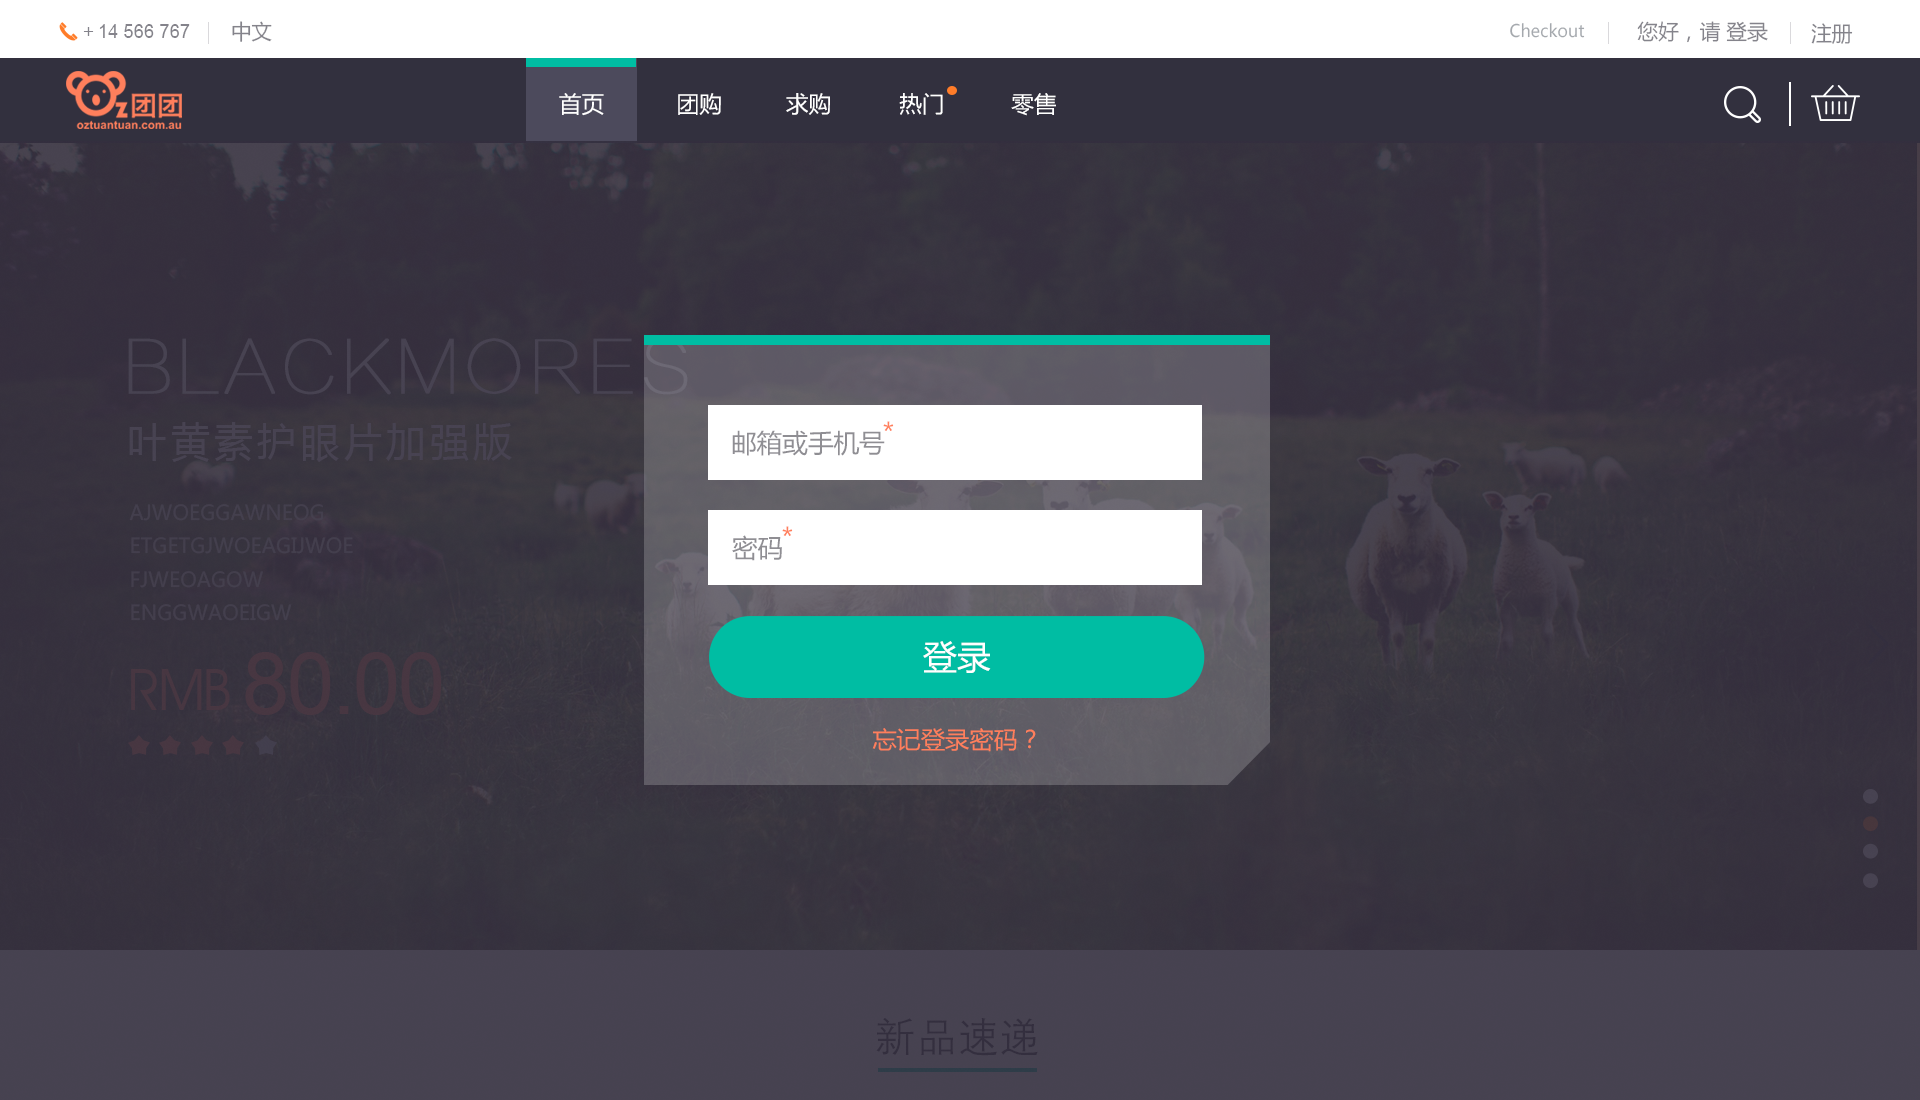 + 14 566 767
中文
Checkout
您好，请 登录
注册
Oz团团
oztuantuan.com.au
首页
团购
求购
热门
零售
BLACKMORES
叶黄素护眼片加强版
AJWOEGGAWNEOG
ETGETGJWOEAGIJWOE
FJWEOAGOW
ENGGWAOEIGW
RMB 80.00
邮箱或手机号*
密码*
登录
忘记登录密码？
新品速递